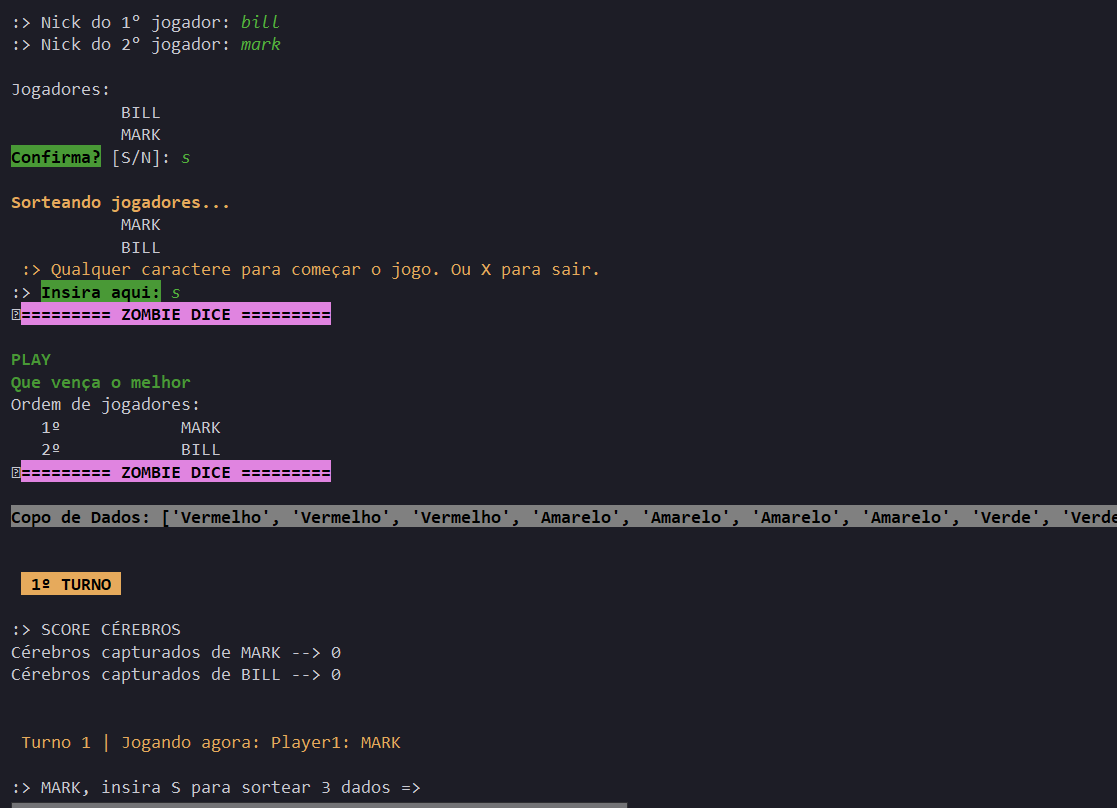 :> Nick do 1° jogador: bill
:> Nick do 2° jogador: mark
Jogadores:
BILL
MARK
Confirma? [S/N]: s
Sorteando jogadores...
MARK
BILL
:> Qualquer caractere para começar o jogo. Ou X para sair.
:> Insira aqui: s
========= ZOMBIE DICE =========
PLAY
Que vença o melhor
Ordem de jogadores:
1º MARK
2º BILL
========= ZOMBIE DICE =========
Copo de Dados: ['Vermelho', 'Vermelho', 'Vermelho', 'Amarelo', 'Amarelo', 'Amarelo', 'Amarelo', 'Verde', 'Verde
1º TURNO
:> SCORE CÉREBROS
Cérebros capturados de MARK --> 0
Cérebros capturados de BILL --> 0
Turno 1 | Jogando agora: Player1: MARK
:> MARK, insira S para sortear 3 dados =>